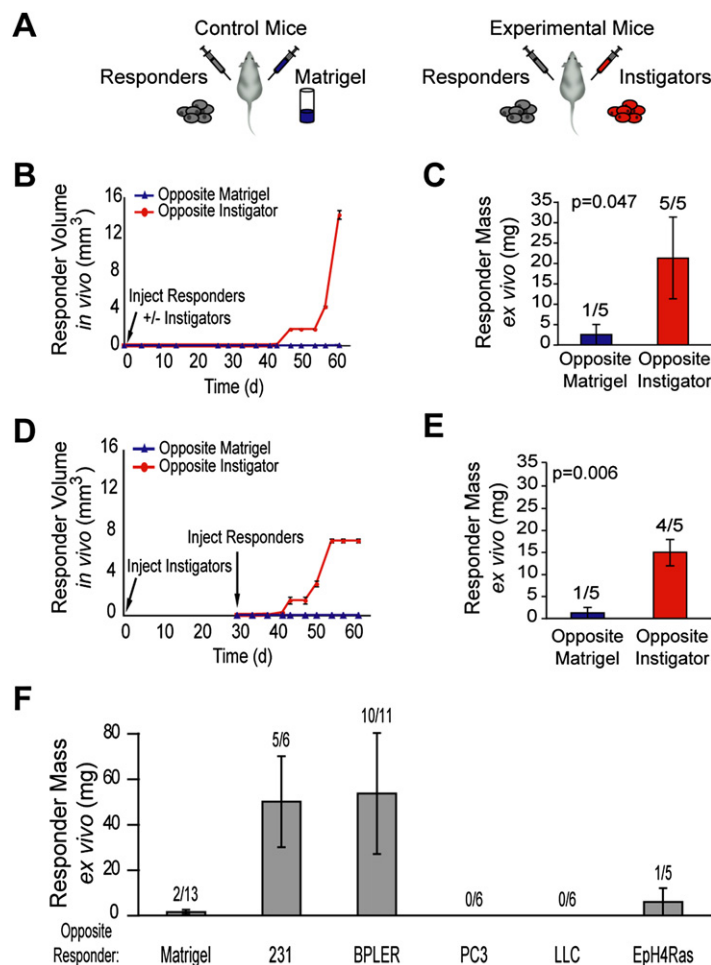 A
Control Mice
Experimental Mice
Responders
Matrigel
Responders
Instigators
B
Responder Volume
in vivo (mm3)
16
12
8
4
0
Opposite Matrigel
Opposite Instigator
Inject Responders
+/- Instigators
0 10 20 30 40 50 60
Time (d)
C
Responder Mass
ex vivo (mg)
35
30
25
20
15
10
5
0
p=0.047
1/5
5/5
Opposite Opposite
Matrigel Instigator
D
Responder Volume
in vivo (mm3)
16
12
8
4
0
Opposite Matrigel
Opposite Instigator
Inject Responders
Inject Instigators
0 10 20 30 40 50 60
Time (d)
E
Responder Mass
ex vivo (mg)
35
30
25
20
15
10
5
0
p=0.006
1/5
4/5
Opposite Opposite
Matrigel Instigator
F
Responder Mass
ex vivo (mg)
80
60
40
20
0
2/13
5/6
10/11
0/6
0/6
1/5
Opposite
Responder: Matrigel 231 BPLER PC3 LLC EpH4Ras